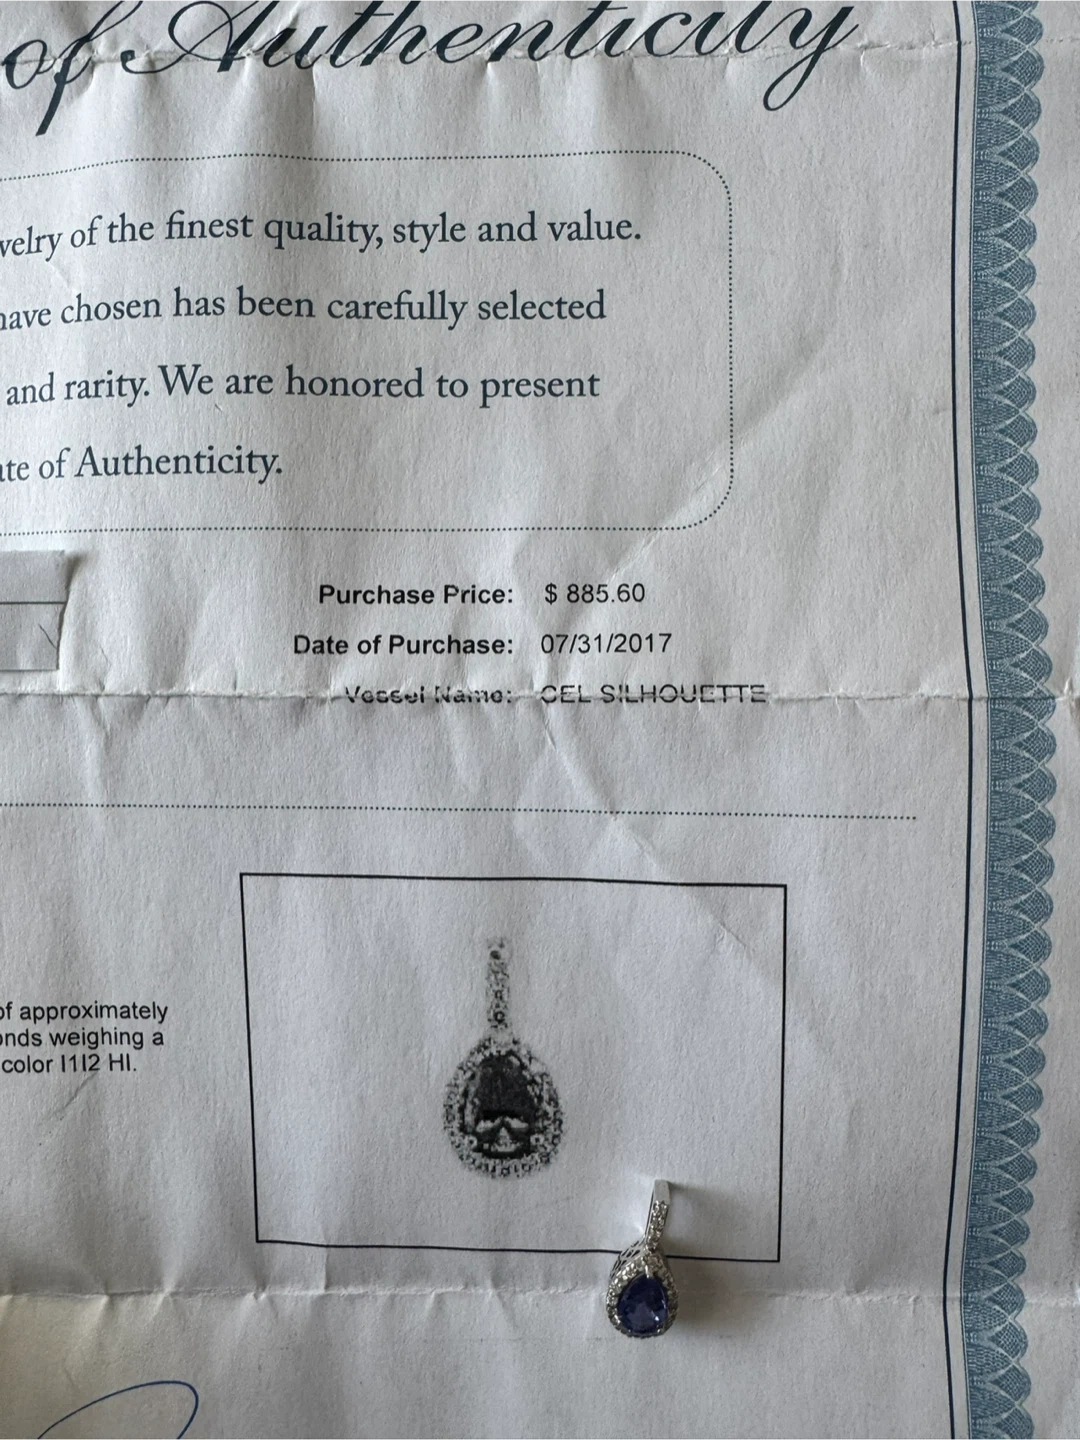 of Authenticity
welry of the finest quality, style and value.
have chosen has been carefully selected
and rarity. We are honored to present
ate of Authenticity.
Purchase Price: $ 885.60
Date of Purchase: 07/31/2017
Vessel Name: CEL SILHOUETTE
of approximately
onds weighing a
color I1I2 HI.